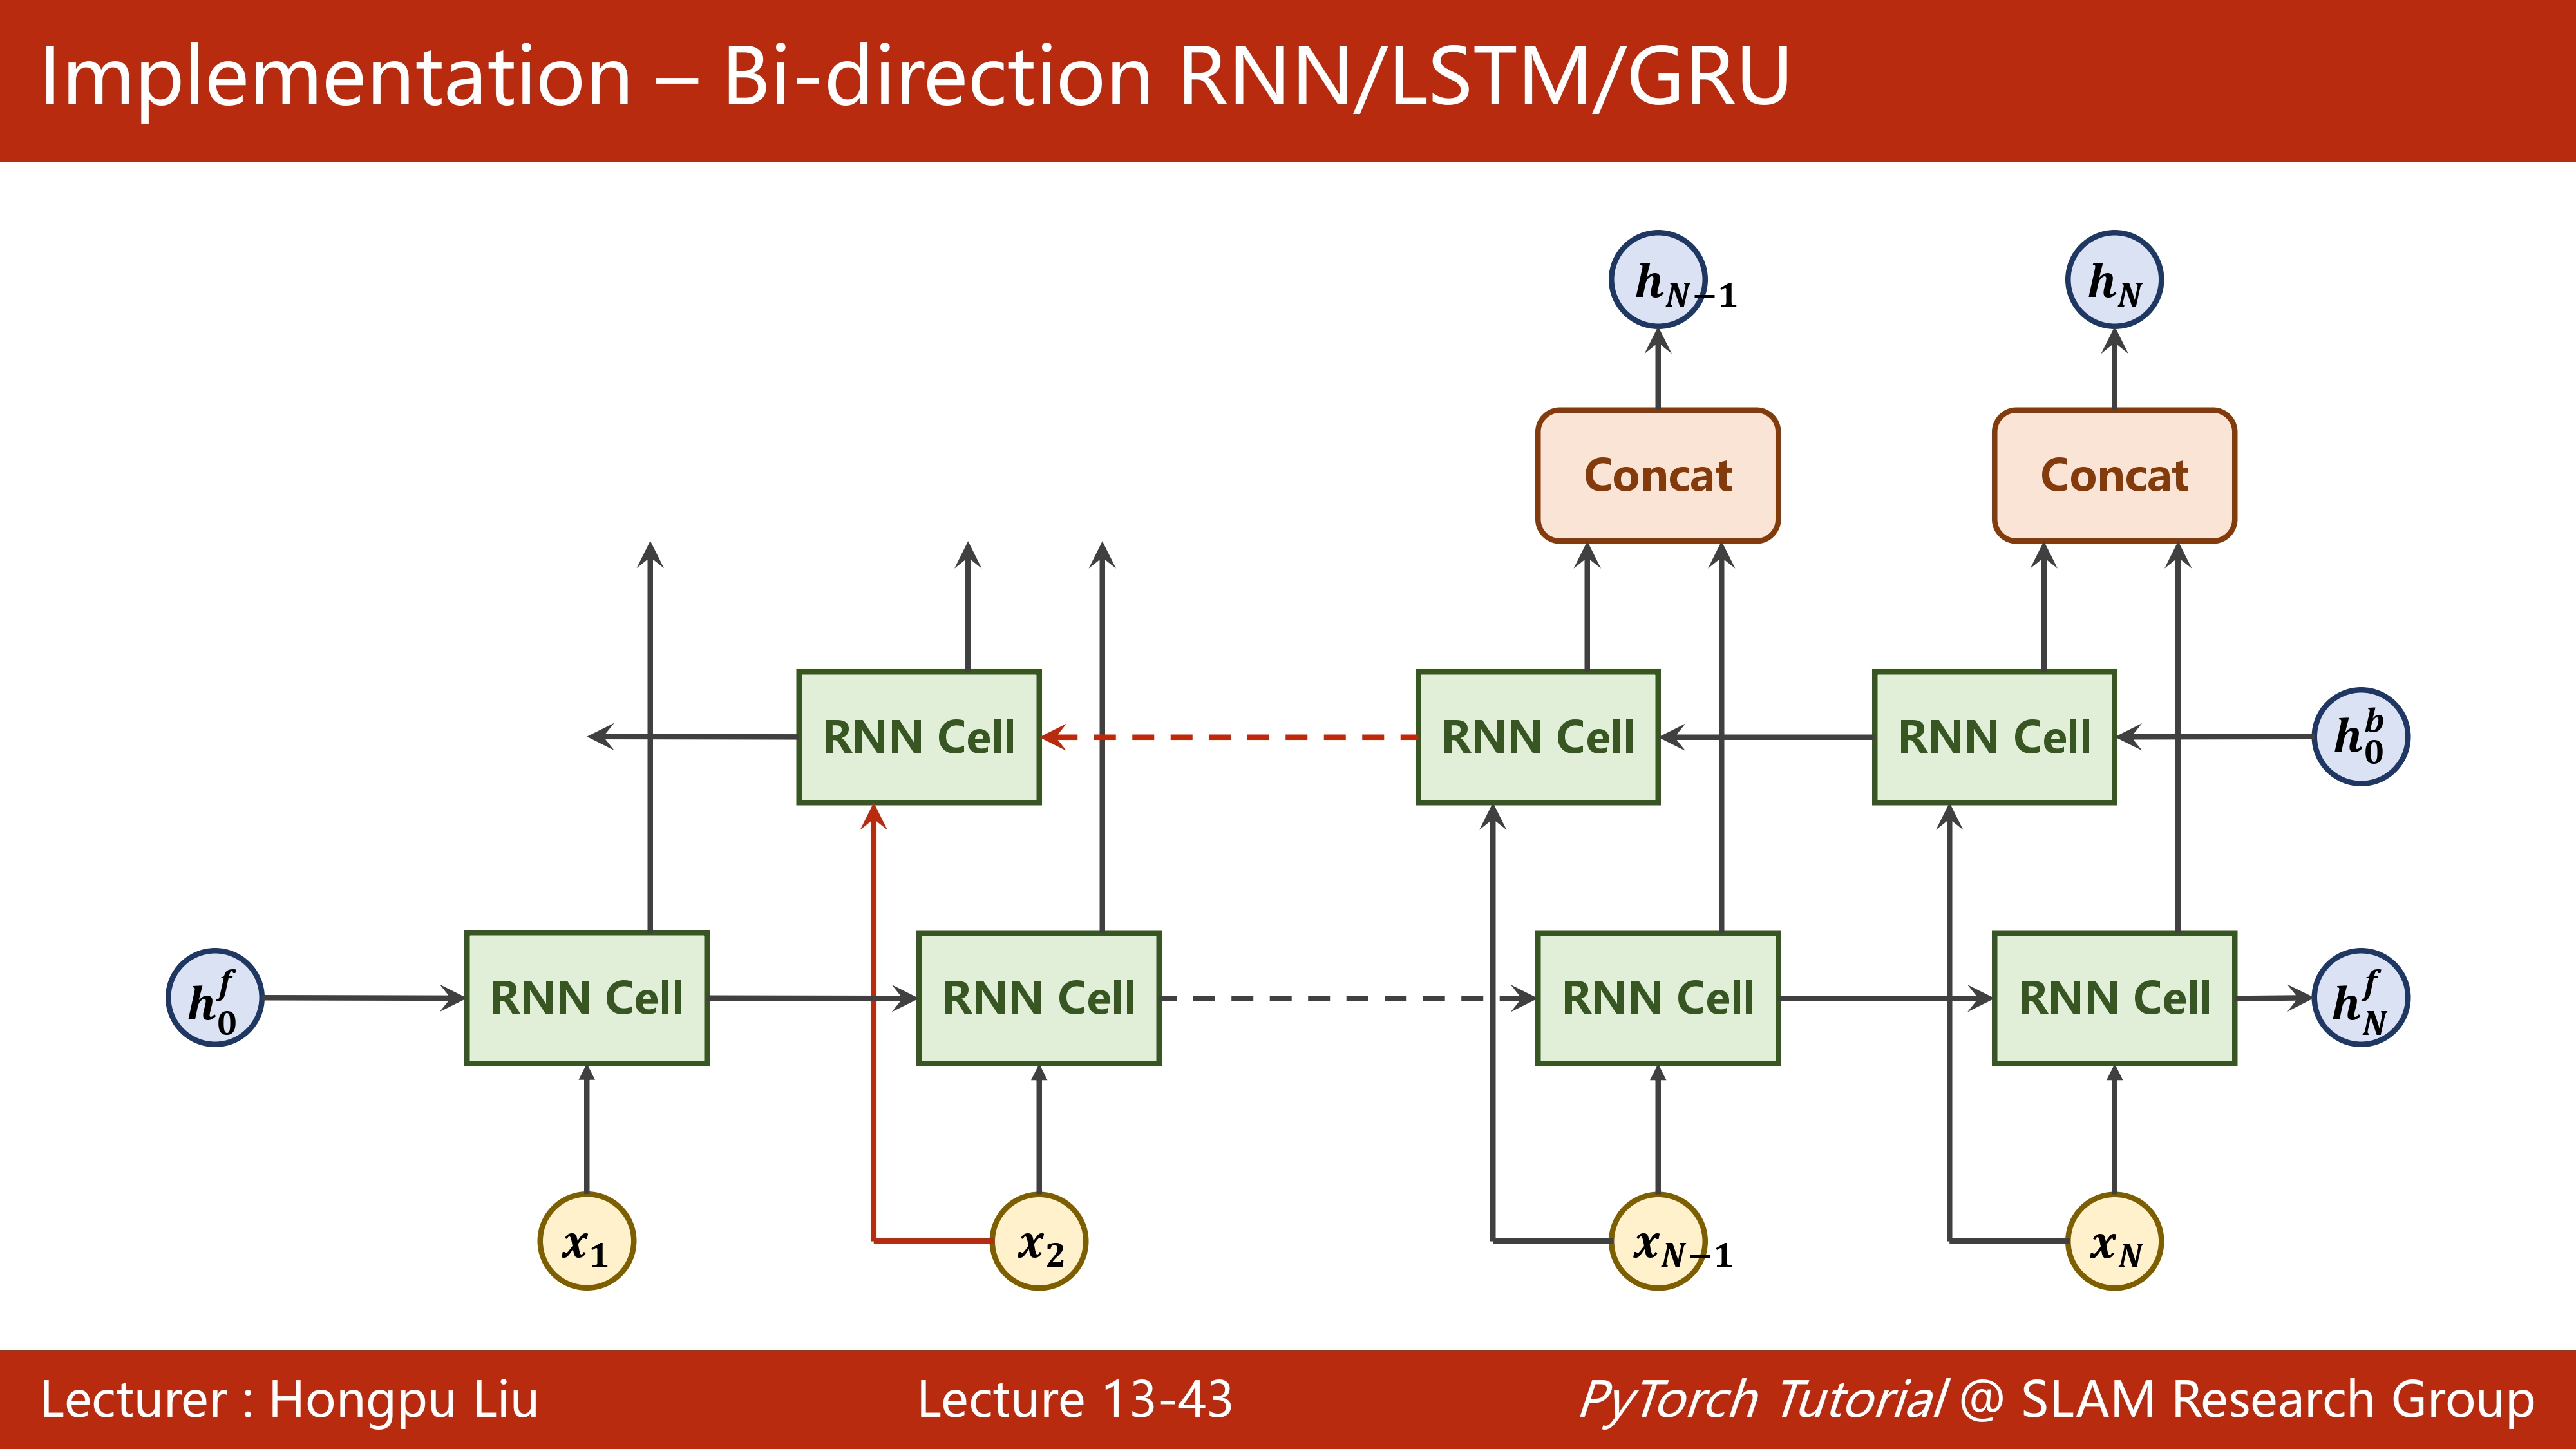 Implementation – Bi-direction RNN/LSTM/GRU
h_{N−1} h_N
Concat Concat
RNN Cell RNN Cell RNN Cell h_0^b
h_0^f RNN Cell RNN Cell RNN Cell RNN Cell h_N^f
x_1 x_2 x_{N−1} x_N
Lecturer : Hongpu Liu Lecture 13-43 PyTorch Tutorial @ SLAM Research Group